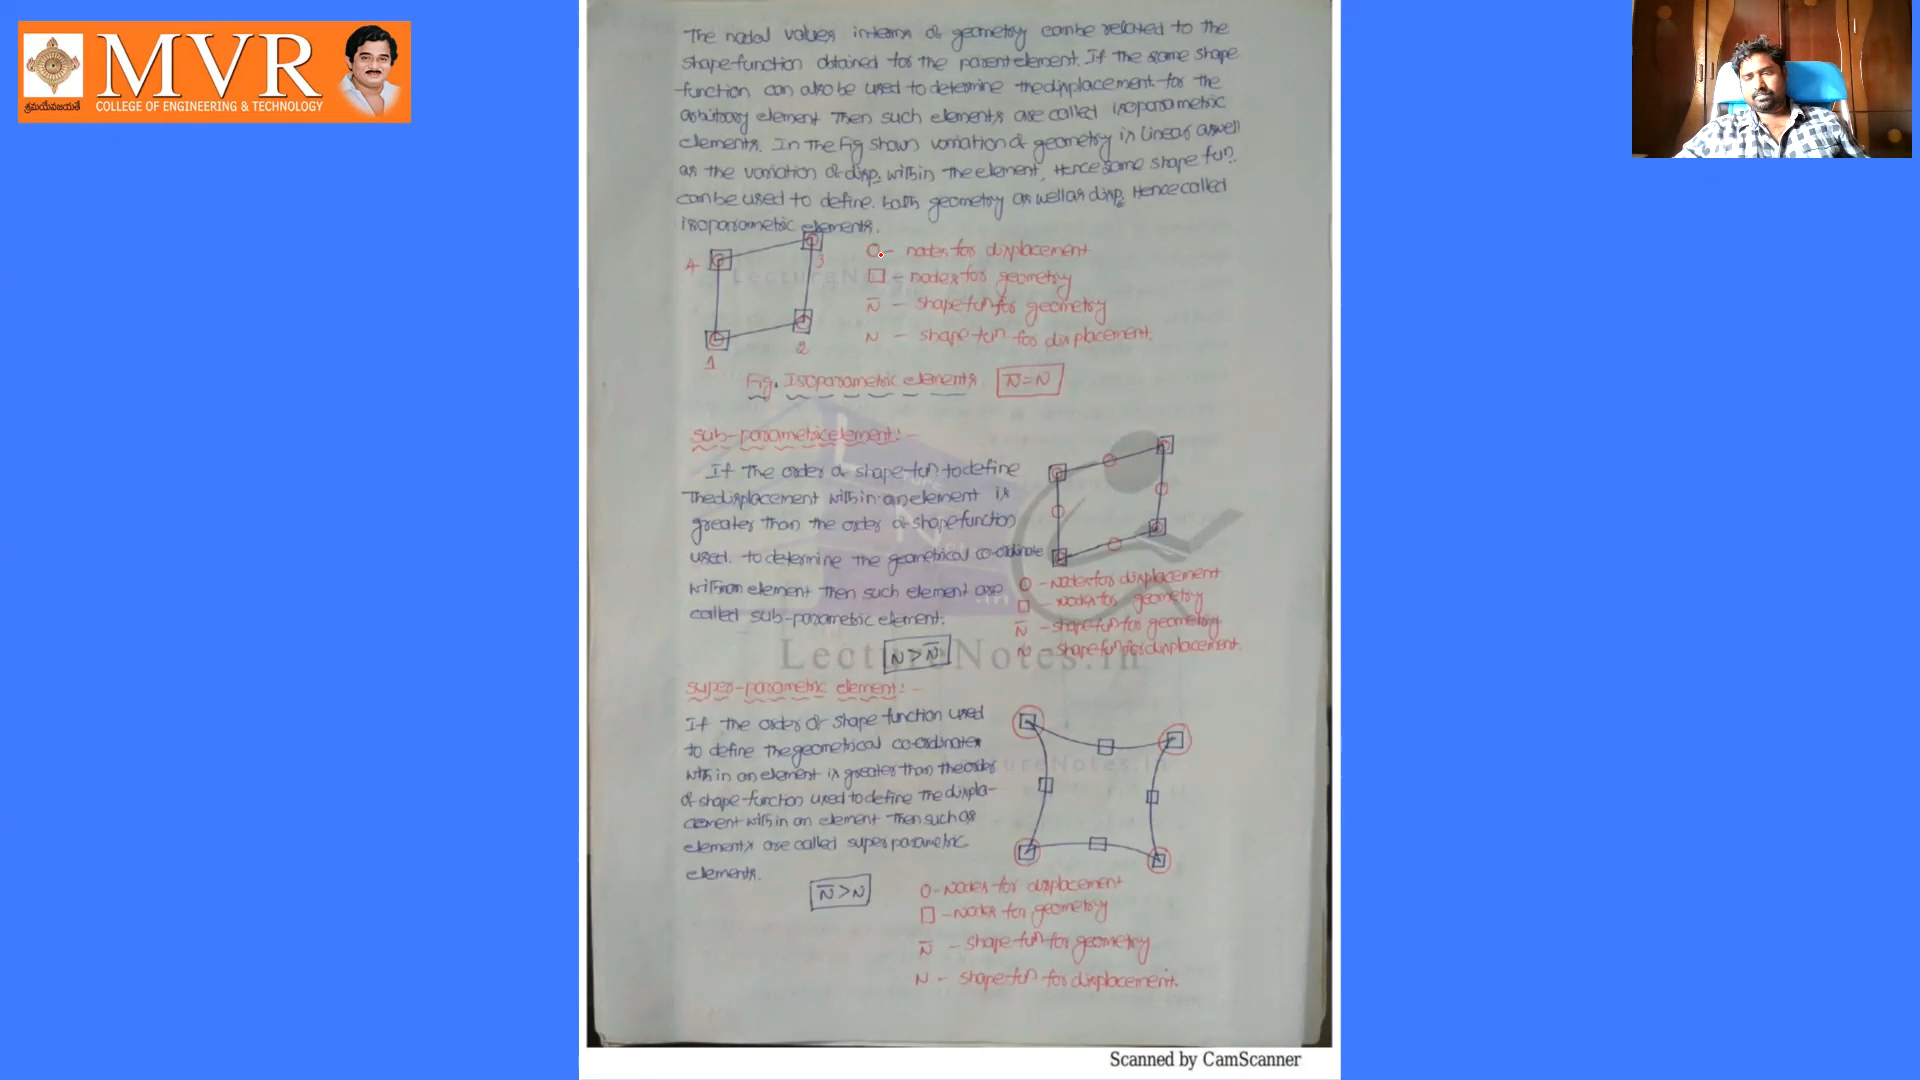 MVR
COLLEGE OF ENGINEERING & TECHNOLOGY
శ్రమయేవజయతే
The nodal values interms of geometry canbe related to the
shape function obtained for the parent element. If the same shape
function can also be used to determine the displacement for the
arbitrary element then such elements are called isoparametric
elements. In the Fig shown variation of geometry is linear aswell
as the variation of disp. within the element, Hence same shape fun.
can be used to define both geometry as well as disp. Hence called
isoparametric elements.
4
3
1
2
O - nodes for displacement
□ - nodes for geometry
N̄ - shape fun for geometry
N - shape fun for displacement.
Fig. Isoparametric elements N̄=N
Sub-parametric element:-
If the order of shape fun to define
the displacement within an element is
greater than the order of shape function
used to determine the geometrical co-ordinate
within element then such element are
called sub-parametric element.
N > N̄
O - nodes for displacement
□ - nodes for geometry
N̄ - shape fun for geometry
N - shape fun for displacement.
LectureNotes.in
super-parametric element:-
If the order of shape function used
to define the geometrical co-ordinates
with in an element is greater than the order
of shape function used to define the displa-
cement within an element then such as
elements are called super parametric
elements.
N̄ > N
O - Nodes for displacement
□ - nodes for geometry
N̄ - shape fun for geometry
N - shape fun for displacement.
Scanned by CamScanner